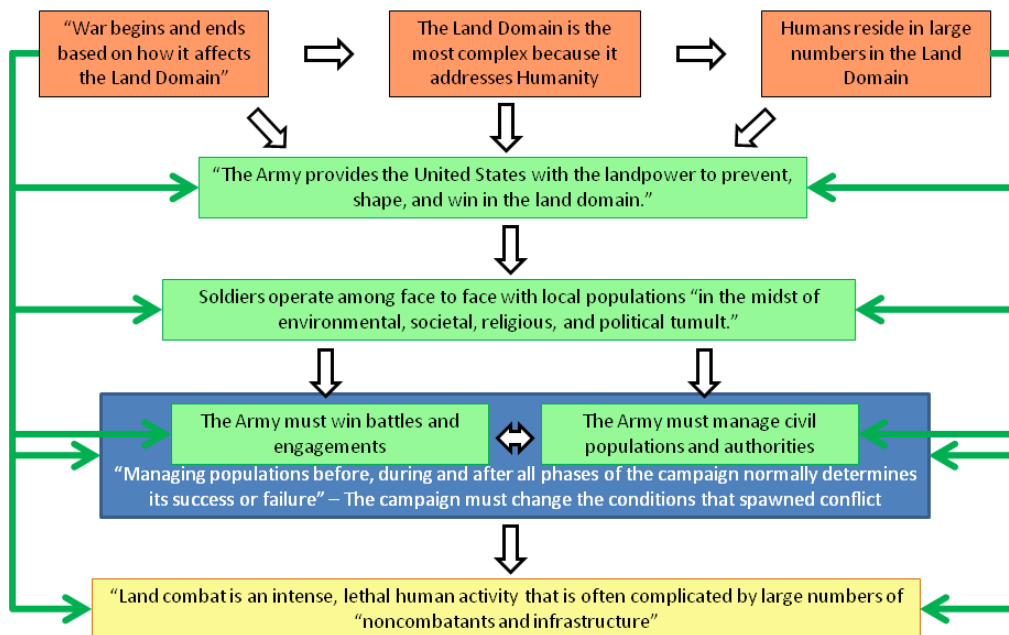 “War begins and ends
based on how it affects
the Land Domain”
The Land Domain is the
most complex because it
addresses Humanity
Humans reside in large
numbers in the Land
Domain
“The Army provides the United States with the landpower to prevent,
shape, and win in the land domain.”
Soldiers operate among face to face with local populations “in the midst of
environmental, societal, religious, and political tumult.”
The Army must win battles and
engagements
The Army must manage civil
populations and authorities
“Managing populations before, during and after all phases of the campaign normally determines
its success or failure” – The campaign must change the conditions that spawned conflict
“Land combat is an intense, lethal human activity that is often complicated by large numbers of
“noncombatants and infrastructure”